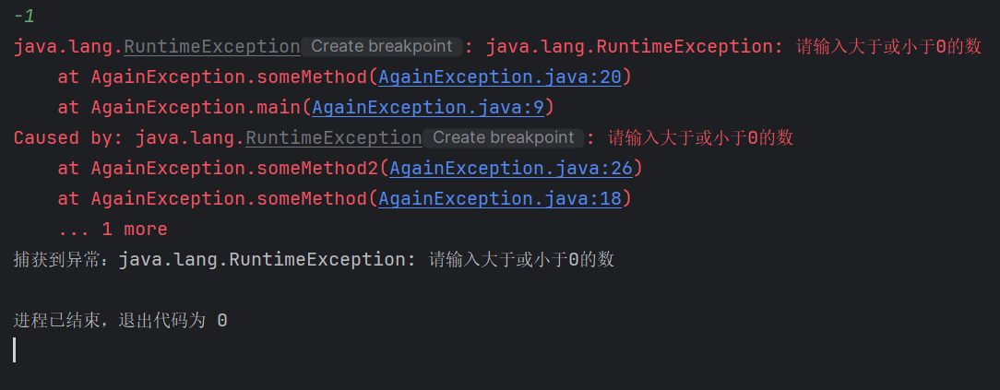 -1
java.lang.RuntimeException Create breakpoint : java.lang.RuntimeException: 请输入大于或小于0的数
at AgainException.someMethod(AgainException.java:20)
at AgainException.main(AgainException.java:9)
Caused by: java.lang.RuntimeException Create breakpoint : 请输入大于或小于0的数
at AgainException.someMethod2(AgainException.java:26)
at AgainException.someMethod(AgainException.java:18)
... 1 more
捕获到异常：java.lang.RuntimeException: 请输入大于或小于0的数
进程已结束，退出代码为 0